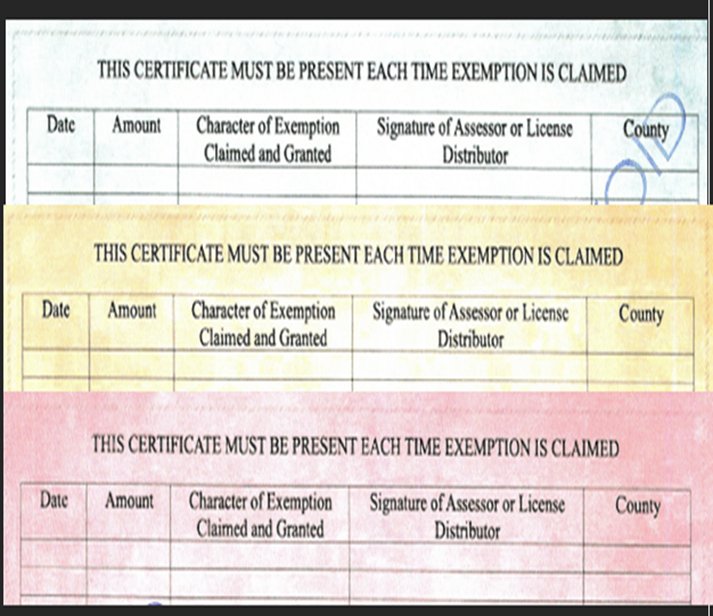 THIS CERTIFICATE MUST BE PRESENT EACH TIME EXEMPTION IS CLAIMED
Date Amount Character of Exemption Signature of Assessor or License County
Claimed and Granted Distributor
THIS CERTIFICATE MUST BE PRESENT EACH TIME EXEMPTION IS CLAIMED
Date Amount Character of Exemption Signature of Assessor or License County
Claimed and Granted Distributor
THIS CERTIFICATE MUST BE PRESENT EACH TIME EXEMPTION IS CLAIMED
Date Amount Character of Exemption Signature of Assessor or License County
Claimed and Granted Distributor